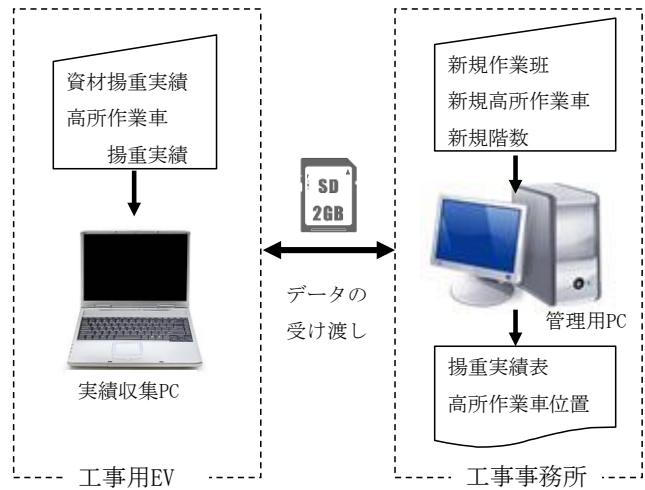 資材揚重実績
高所作業車
揚重実績
実績収集PC
工事用EV
SD
2GB
データの
受け渡し
新規作業班
新規高所作業車
新規階数
管理用PC
揚重実績表
高所作業車位置
工事事務所